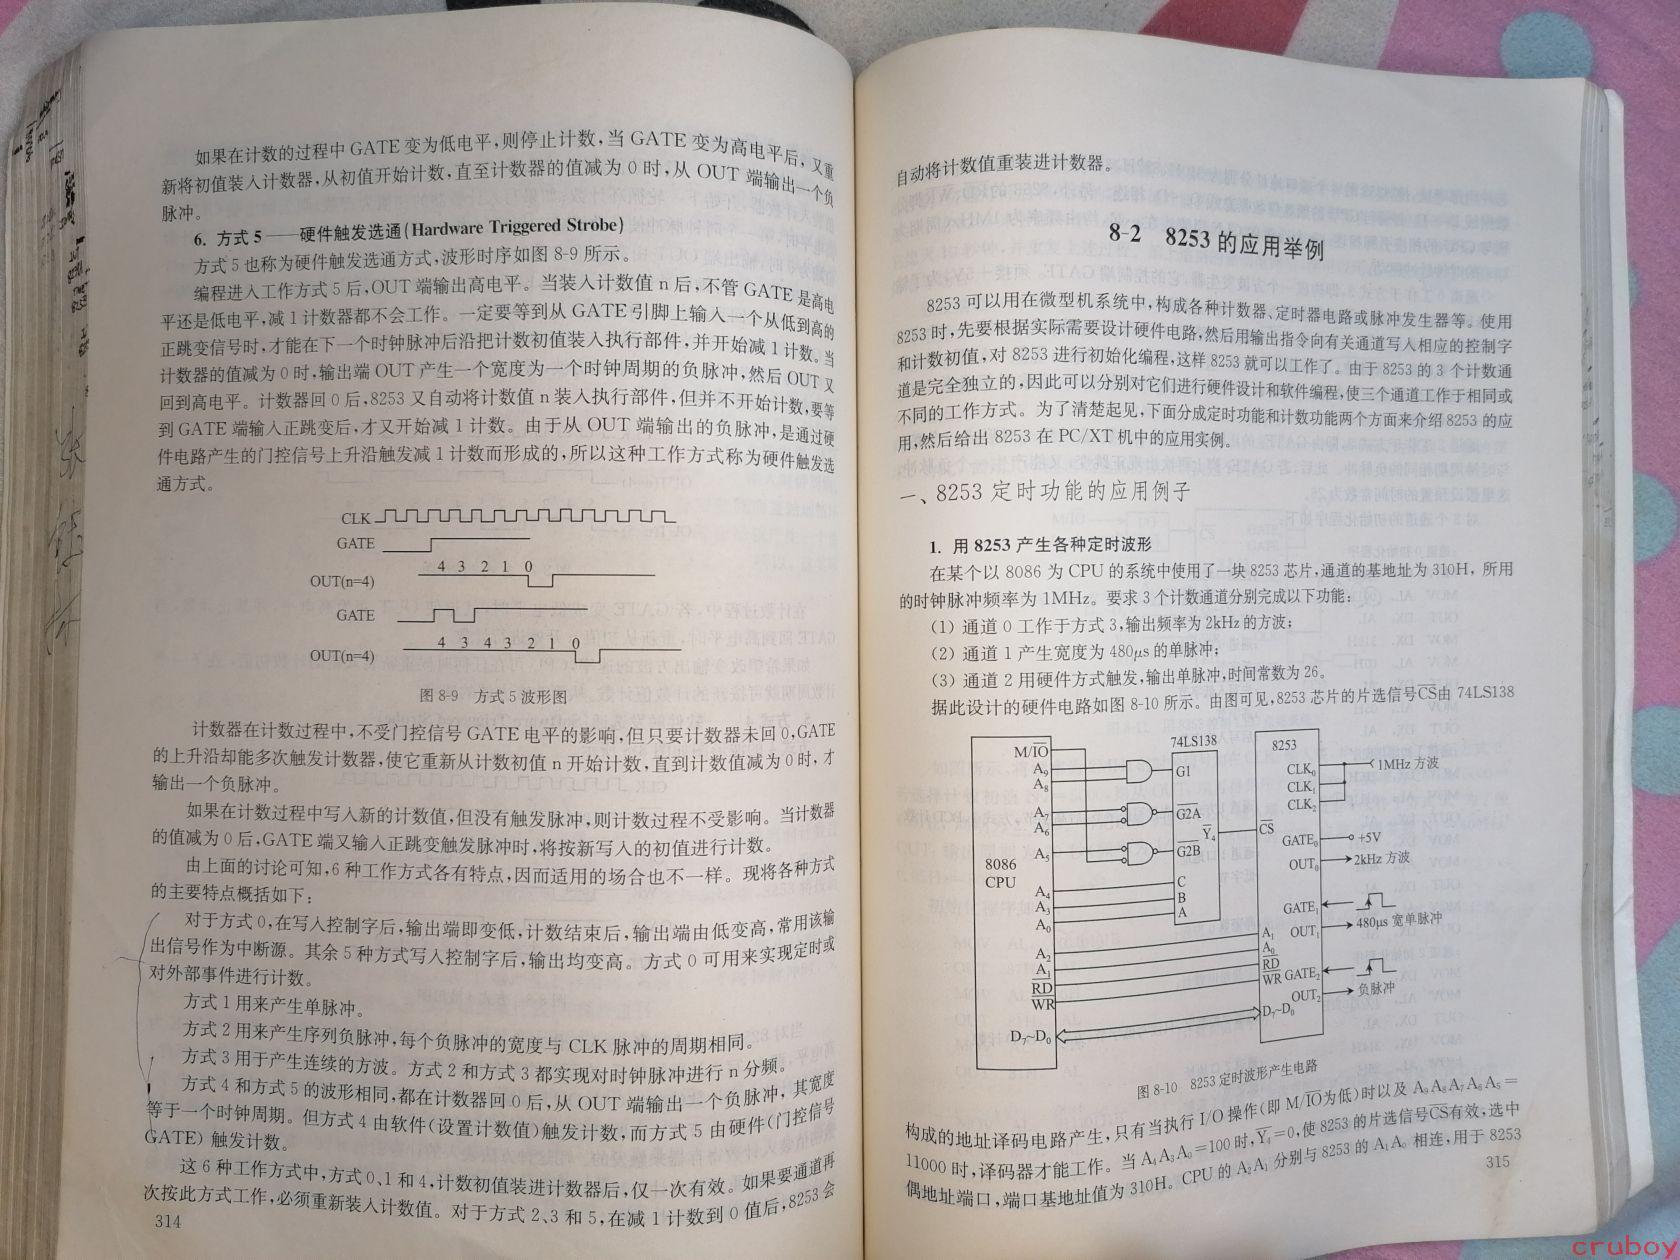 如果在计数的过程中GATE变为低电平,则停止计数,当GATE变为高电平后,又重
新将初值装入计数器,从初值开始计数,直至计数器的值减为0时,从OUT端输出一个负
脉冲。
6. 方式5——硬件触发选通(Hardware Triggered Strobe)
方式5也称为硬件触发选通方式,波形时序如图8-9所示。
编程进入工作方式5后,OUT端输出高电平。当装入计数值n后,不管GATE是高电
平还是低电平,减1计数器都不会工作。一定要等到从GATE引脚上输入一个从低到高的
正跳变信号时,才能在下一个时钟脉冲后沿把计数初值装入执行部件,并开始减1计数。当
计数器的值减为0时,输出端OUT产生一个宽度为一个时钟周期的负脉冲,然后OUT又
回到高电平。计数器回0后,8253又自动将计数值n装入执行部件,但并不开始计数,要等
到GATE端输入正跳变后,才又开始减1计数。由于从OUT端输出的负脉冲,是通过硬
件电路产生的门控信号上升沿触发减1计数而形成的,所以这种工作方式称为硬件触发选
通方式。
CLK
GATE
4 3 2 1 0
OUT(n=4)
GATE
4 3 4 3 2 1 0
OUT(n=4)
图8-9 方式5波形图
计数器在计数过程中,不受门控信号GATE电平的影响,但只要计数器未回0,GATE
的上升沿却能多次触发计数器,使它重新从计数初值n开始计数,直到计数值减为0时,才
输出一个负脉冲。
如果在计数过程中写入新的计数值,但没有触发脉冲,则计数过程不受影响。当计数器
的值减为0后,GATE端又输入正跳变触发脉冲时,将按新写入的初值进行计数。
由上面的讨论可知,6种工作方式各有特点,因而适用的场合也不一样。现将各种方式
的主要特点概括如下:
对于方式0,在写入控制字后,输出端即变低,计数结束后,输出端由低变高,常用该输
出信号作为中断源。其余5种方式写入控制字后,输出均变高。方式0可用来实现定时或
对外部事件进行计数。
方式1用来产生单脉冲。
方式2用来产生序列负脉冲,每个负脉冲的宽度与CLK脉冲的周期相同。
方式3用于产生连续的方波。方式2和方式3都实现对时钟脉冲进行n分频。
方式4和方式5的波形相同,都在计数器回0后,从OUT端输出一个负脉冲,其宽度
等于一个时钟周期。但方式4由软件(设置计数值)触发计数,而方式5由硬件(门控信号
GATE)触发计数。
这6种工作方式中,方式0、1和4,计数初值装进计数器后,仅一次有效。如果要通道再
次按此方式工作,必须重新装入计数值。对于方式2、3和5,在减1计数到0值后,8253会
314
自动将计数值重装进计数器。
8-2 8253的应用举例
8253可以用在微型机系统中,构成各种计数器、定时器电路或脉冲发生器等。使用
8253时,先要根据实际需要设计硬件电路,然后用输出指令向有关通道写入相应的控制字
和计数初值,对8253进行初始化编程,这样8253就可以工作了。由于8253的3个计数通
道是完全独立的,因此可以分别对它们进行硬件设计和软件编程,使三个通道工作于相同或
不同的工作方式。为了清楚起见,下面分成定时功能和计数功能两个方面来介绍8253的应
用,然后给出8253在PC/XT机中的应用实例。
一、8253定时功能的应用例子
1. 用8253产生各种定时波形
在某个以8086为CPU的系统中使用了一块8253芯片,通道的基地址为310H,所用
的时钟脉冲频率为1MHz。要求3个计数通道分别完成以下功能:
(1) 通道0工作于方式3,输出频率为2kHz的方波;
(2) 通道1产生宽度为480μs的单脉冲;
(3) 通道2用硬件方式触发,输出单脉冲,时间常数为26。
据此设计的硬件电路如图8-10所示。由图可见,8253芯片的片选信号C̅S̅由74LS138
8086
CPU
M/I̅O̅
A₉
A₈
A₇
A₆
A₅
A₄
A₃
A₀
A₂
A₁
R̅D̅
W̅R̅
D₇~D₀
74LS138
G1
G̅2̅A̅
G̅2̅B̅
Y̅₄
C
B
A
8253
C̅S̅
A₁
A₀
R̅D̅
W̅R̅
D₇~D₀
CLK₀
CLK₁
CLK₂
1MHz方波
GATE₀
+5V
OUT₀
2kHz方波
GATE₁
OUT₁
480μs宽单脉冲
GATE₂
OUT₂
负脉冲
图8-10 8253定时波形产生电路
构成的地址译码电路产生,只有当执行I/O操作(即M/I̅O̅为低)时以及A₉A₈A₇A₆A₅=
11000时,译码器才能工作。当A₄A₃A₀=100时,Y̅₄=0,使8253的片选信号C̅S̅有效,选中
偶地址端口,端口基地址值为310H。CPU的A₂A₁分别与8253的A₁A₀相连,用于8253
315
cruboy